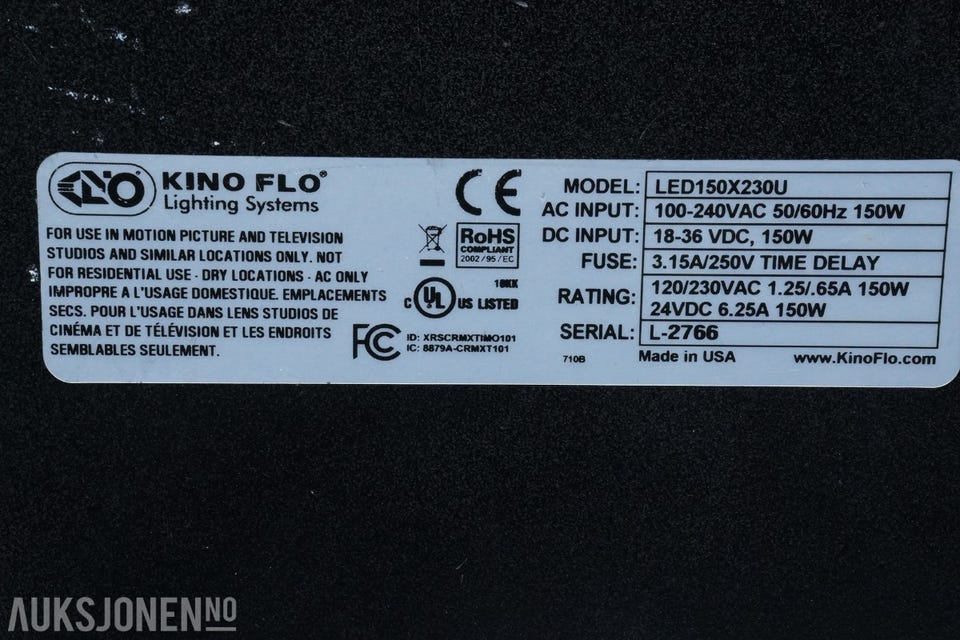 KINO FLO®
Lighting Systems
FOR USE IN MOTION PICTURE AND TELEVISION
STUDIOS AND SIMILAR LOCATIONS ONLY. NOT
FOR RESIDENTIAL USE - DRY LOCATIONS - AC ONLY
IMPROPRE A L'USAGE DOMESTIQUE. EMPLACEMENTS
SECS. POUR L'USAGE DANS LENS STUDIOS DE
CINÉMA ET DE TÉLÉVISION ET LES ENDROITS
SEMBLABLES SEULEMENT.
CE
RoHS
COMPLIANT
2002/95/EC
10KK
C UL US LISTED
FC ID: XRSCRMXTIMO101
IC: 8879A-CRMXT101
MODEL: LED150X230U
AC INPUT: 100-240VAC 50/60Hz 150W
DC INPUT: 18-36 VDC, 150W
FUSE: 3.15A/250V TIME DELAY
RATING: 120/230VAC 1.25/.65A 150W
24VDC 6.25A 150W
SERIAL: L-2766
710B Made in USA www.KinoFlo.com
AUKSJONEN NO